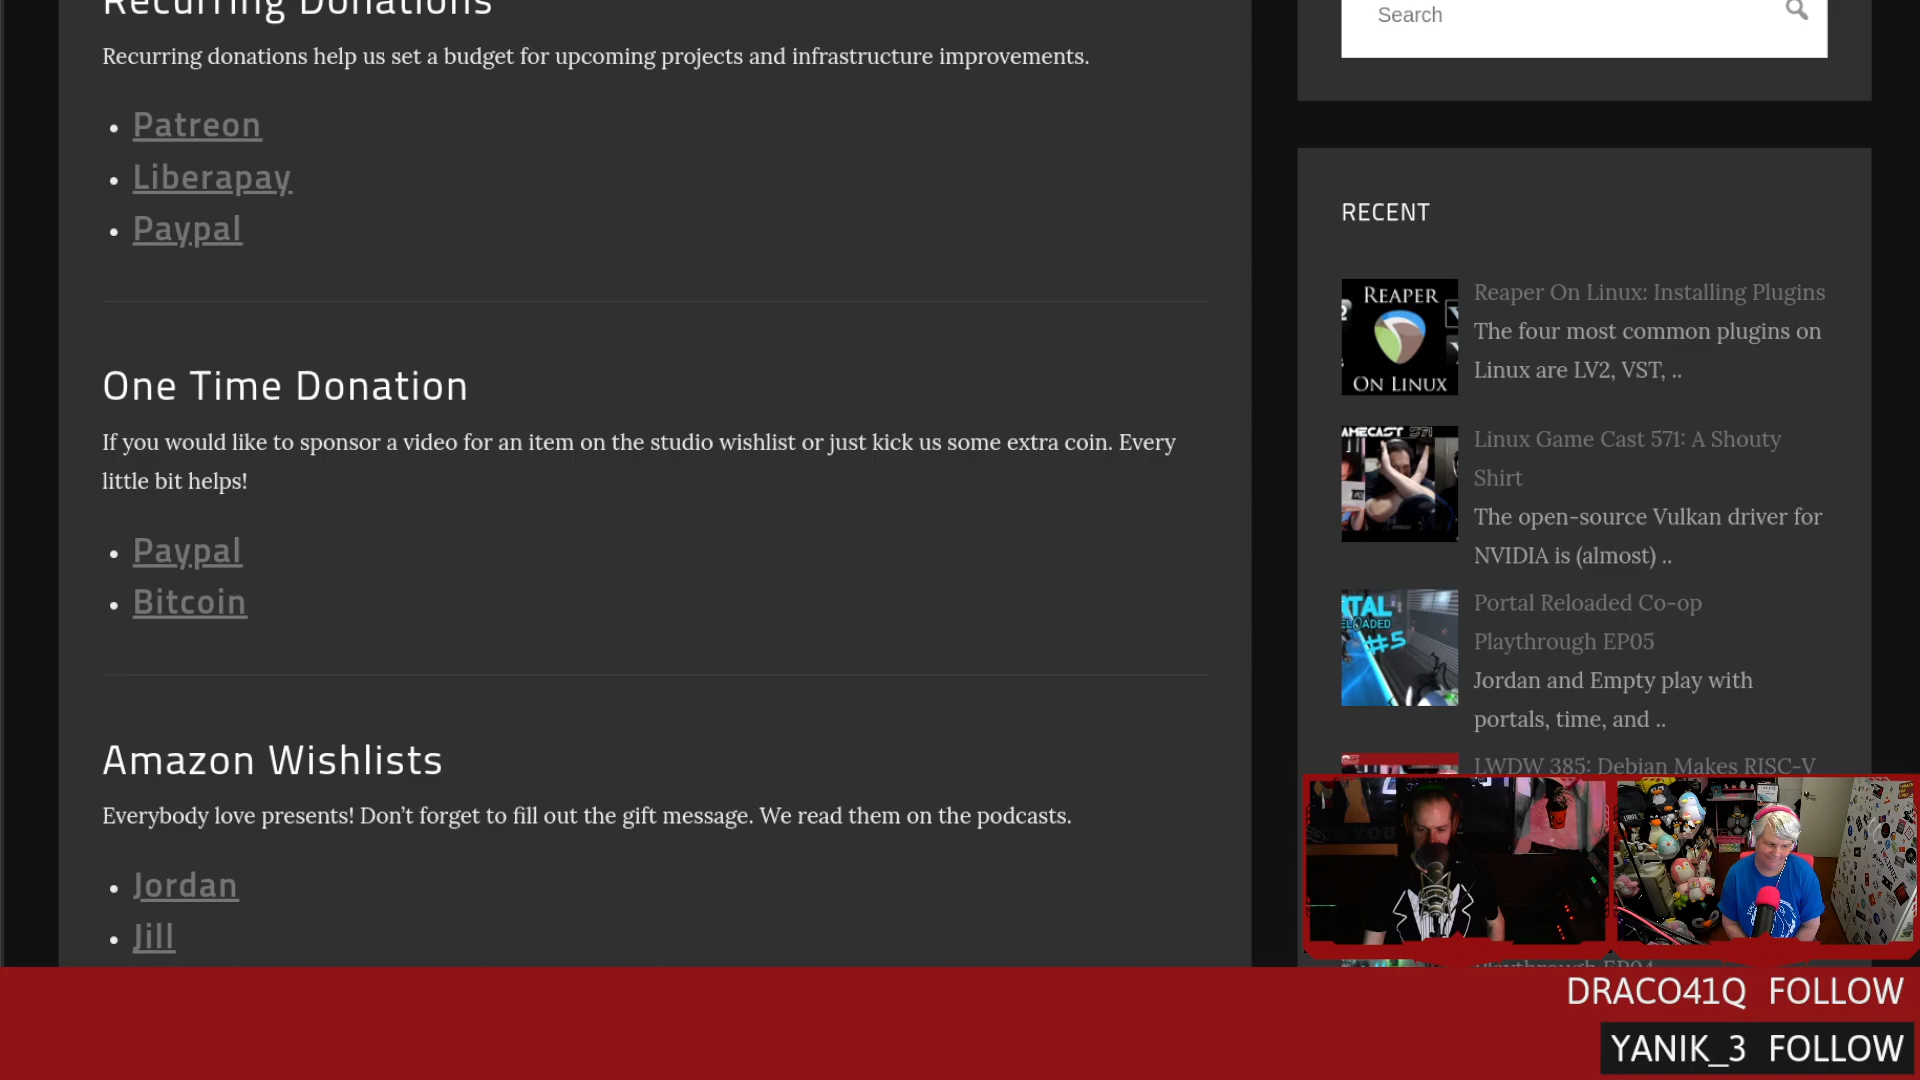 Recurring Donations
Recurring donations help us set a budget for upcoming projects and infrastructure improvements.
Patreon
Liberapay
Paypal
One Time Donation
If you would like to sponsor a video for an item on the studio wishlist or just kick us some extra coin. Every
little bit helps!
Paypal
Bitcoin
Amazon Wishlists
Everybody love presents! Don’t forget to fill out the gift message. We read them on the podcasts.
Jordan
Jill
Search
RECENT
REAPER
ON LINUX
Reaper On Linux: Installing Plugins
The four most common plugins on
Linux are LV2, VST, ..
Linux Game Cast 571: A Shouty
Shirt
The open-source Vulkan driver for
NVIDIA is (almost) ..
#5
Portal Reloaded Co-op
Playthrough EP05
Jordan and Empty play with
portals, time, and ..
LWDW 385: Debian Makes RISC-V
Playthrough EP04
DRACO41Q FOLLOW
YANIK_3 FOLLOW